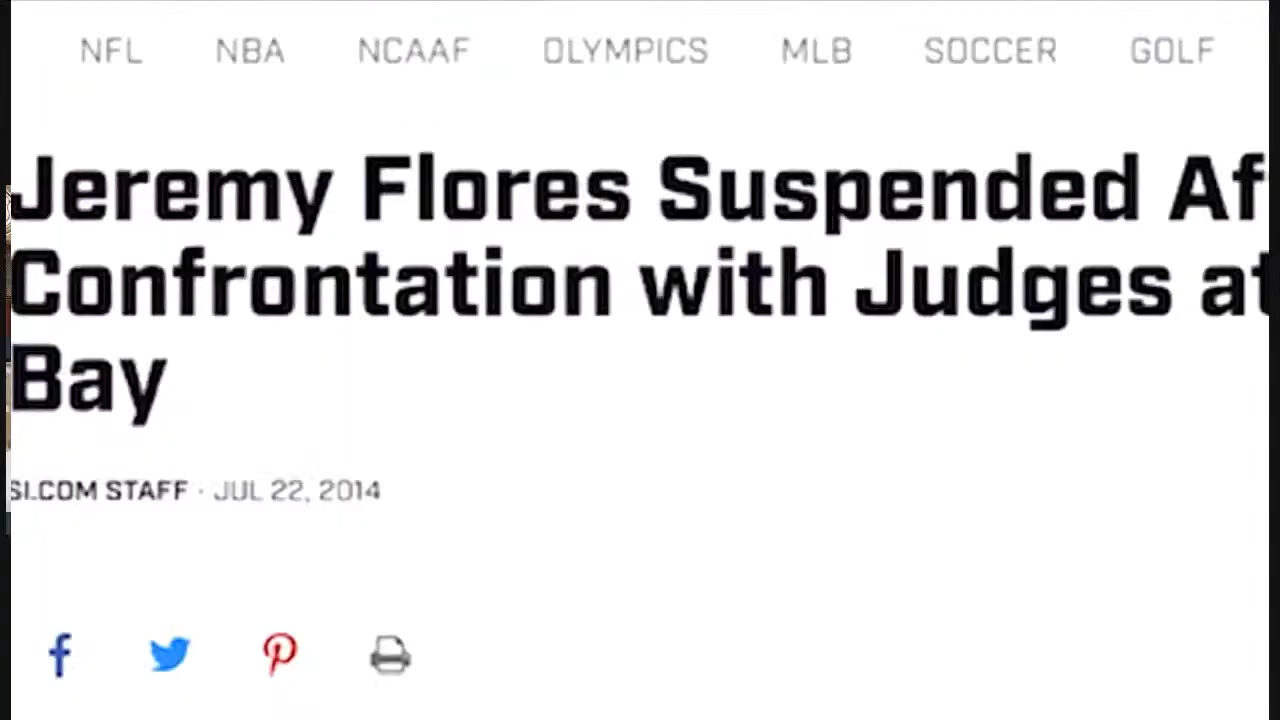 NFL NBA NCAAF OLYMPICS MLB SOCCER GOLF
Jeremy Flores Suspended Af
Confrontation with Judges at
Bay
SI.COM STAFF · JUL 22, 2014